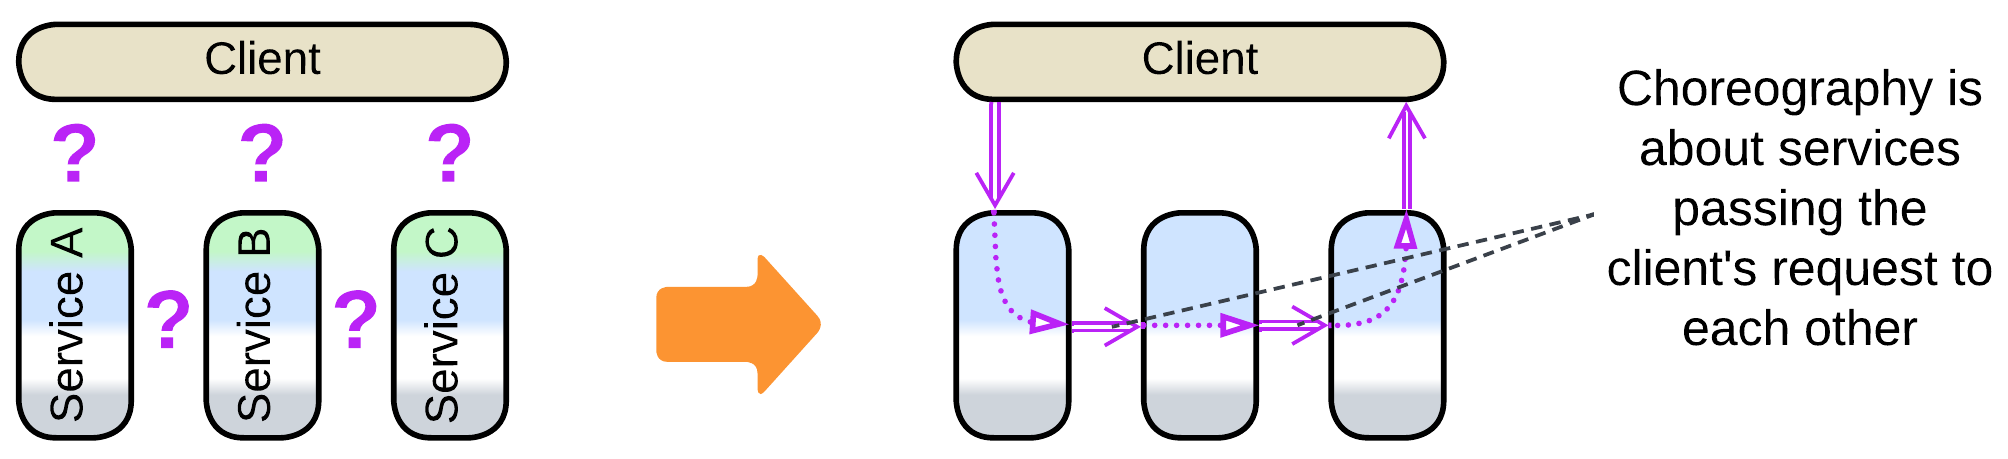 Client
?
?
?
Service A
?
Service B
?
Service C
Client
Choreography is
about services
passing the
client's request to
each other